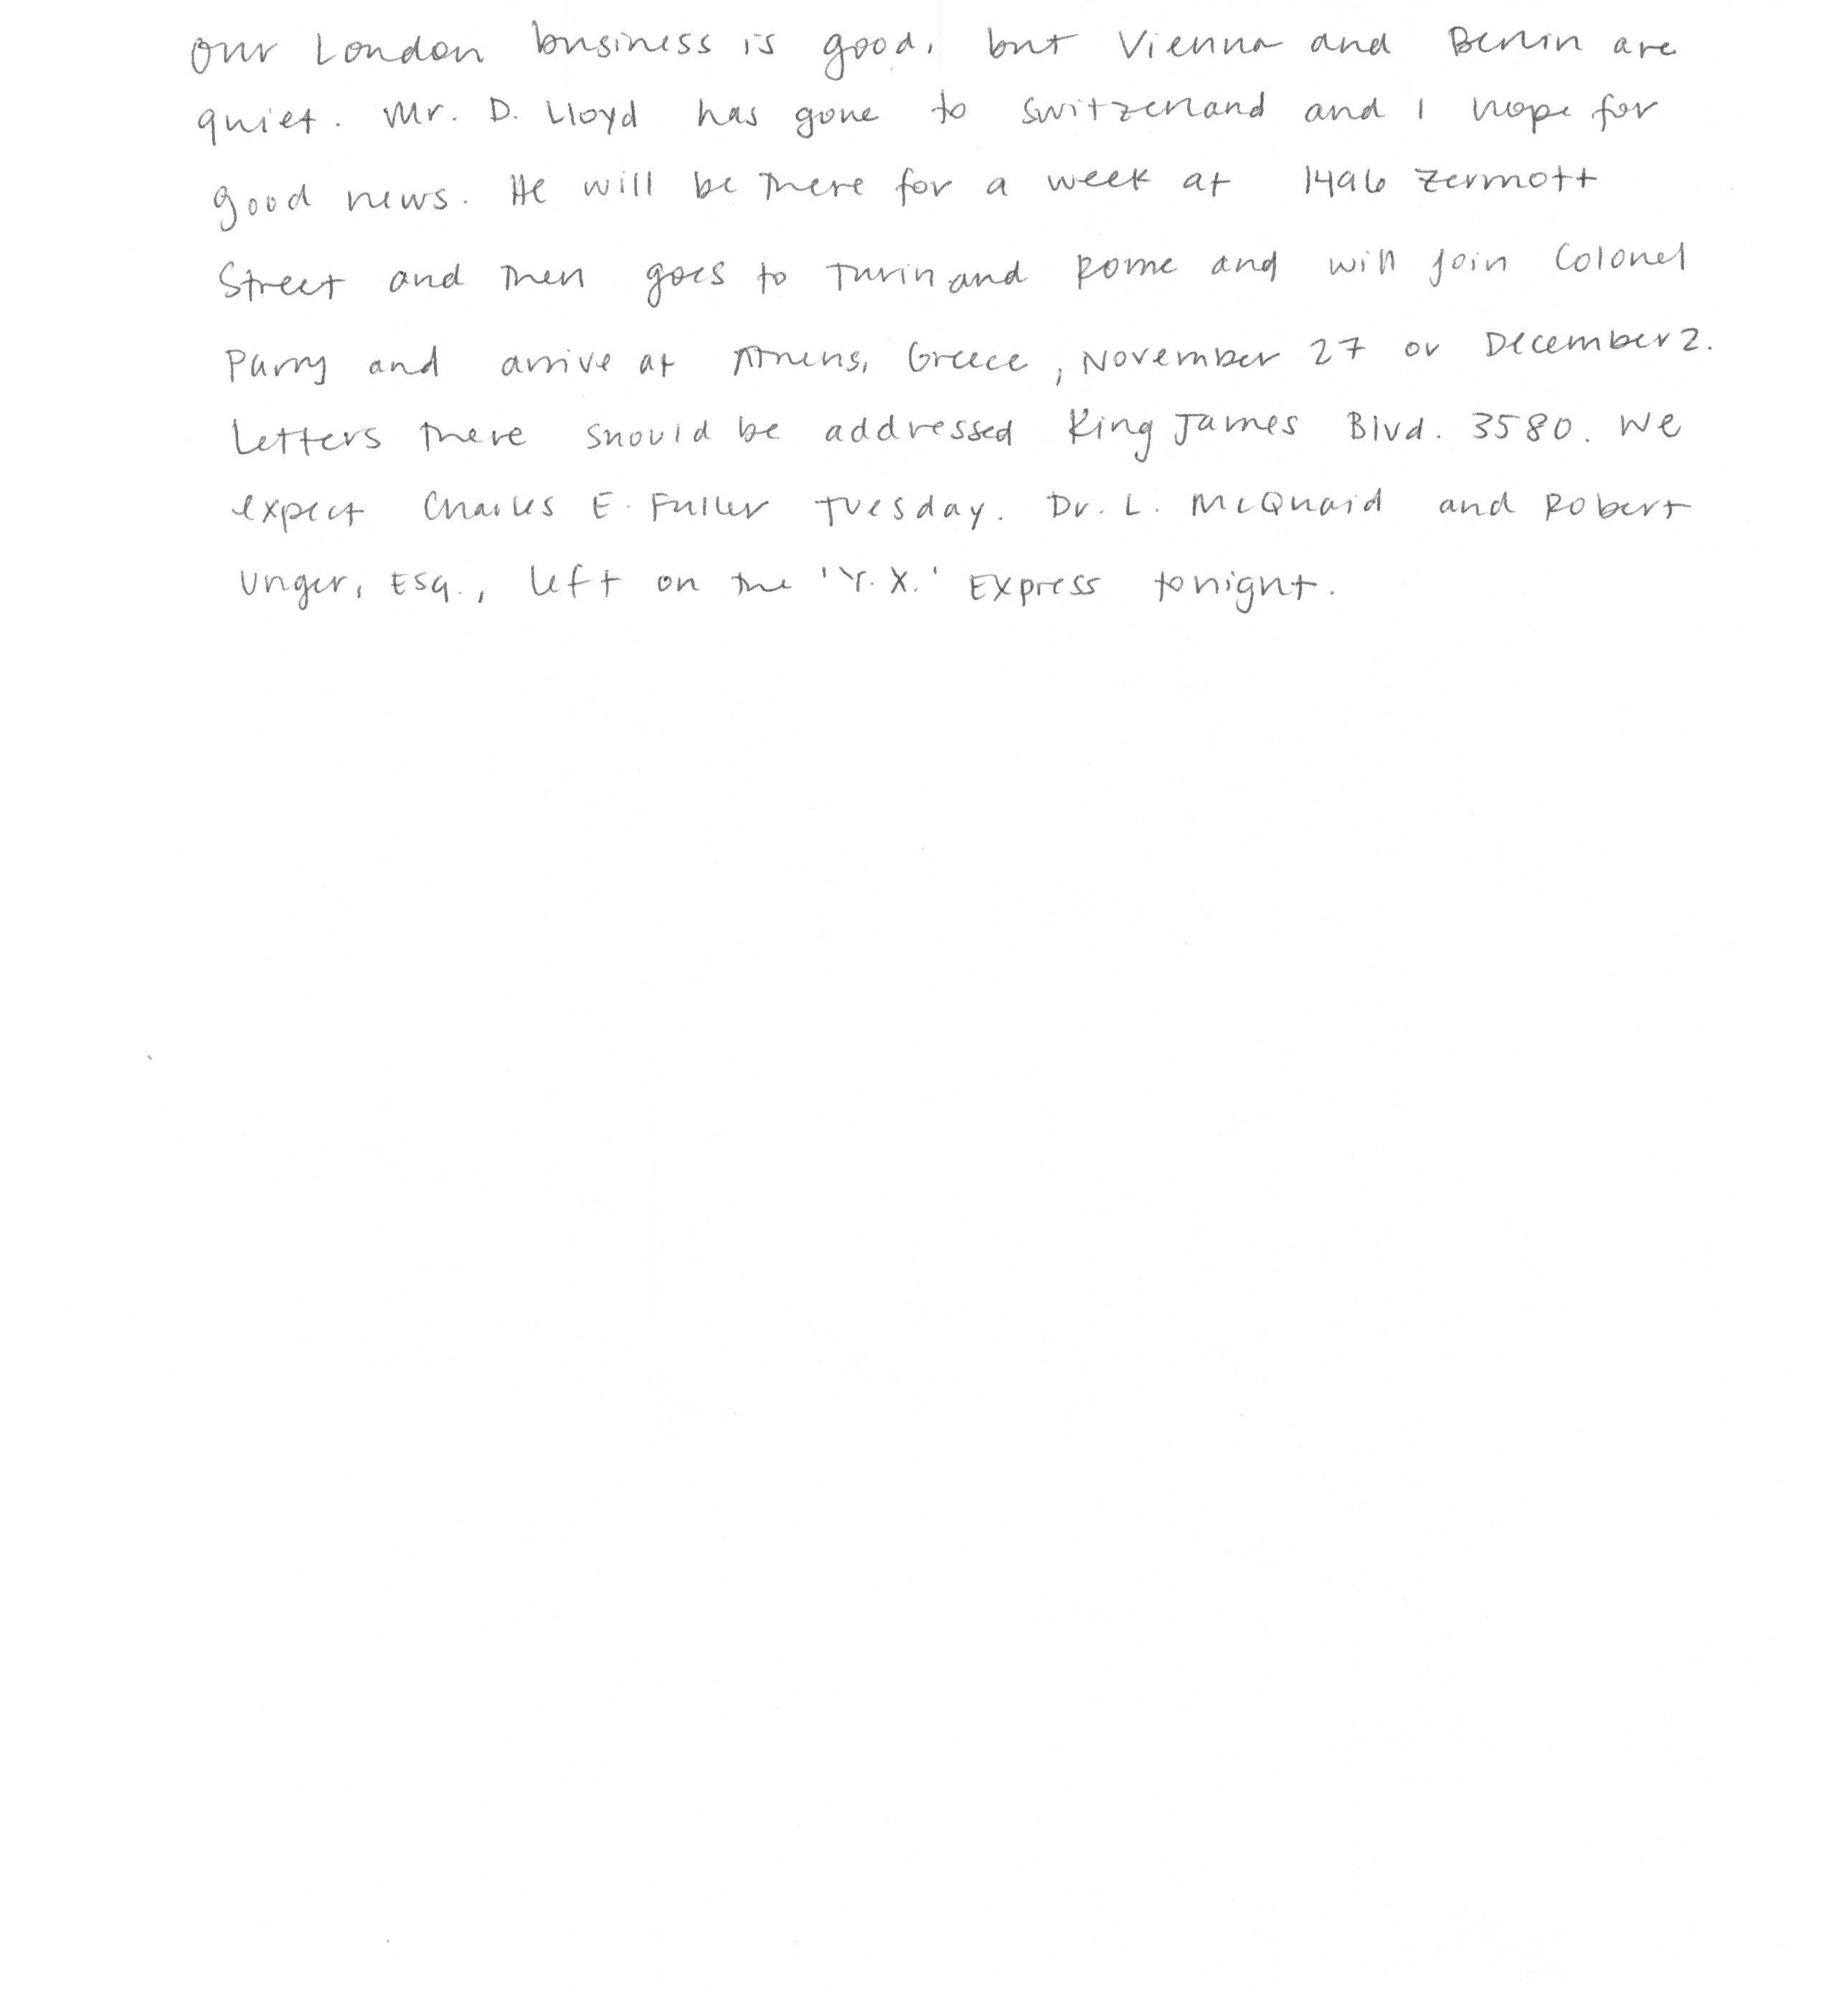 Our London business is good, but Vienna and Berlin are
quiet. Mr. D. Lloyd has gone to Switzerland and I hope for
good news. He will be there for a week at 1496 Zermott
Street and then goes to Turin and Rome and will join Colonel
Parry and arrive at Athens, Greece, November 27 or December 2.
Letters there should be addressed King James Blvd. 3580. We
expect Charles E. Fuller Tuesday. Dr. L. McQuaid and Robert
Unger, Esq., left on the 'Y.X.' Express tonight.